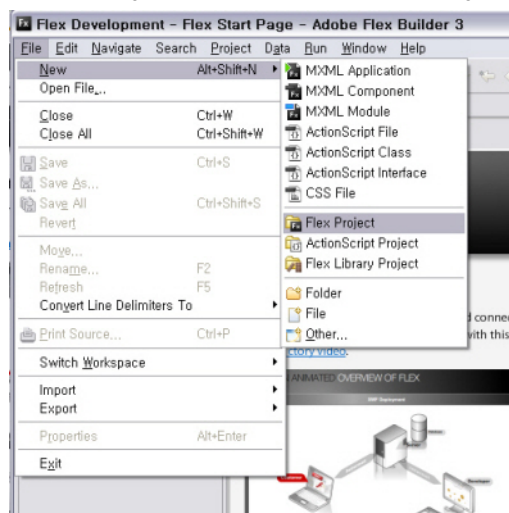 Flex Development - Flex Start Page - Adobe Flex Builder 3
File Edit Navigate Search Project Data Run Window Help
New Alt+Shift+N
Open File...
Close Ctrl+W
Close All Ctrl+Shift+W
Save Ctrl+S
Save As...
Save All Ctrl+Shift+S
Revert
Move...
Rename... F2
Refresh F5
Convert Line Delimiters To
Print Source... Ctrl+P
Switch Workspace
Import
Export
Properties Alt+Enter
Exit
MXML Application
MXML Component
MXML Module
ActionScript File
ActionScript Class
ActionScript Interface
CSS File
Flex Project
ActionScript Project
Flex Library Project
Folder
File
Other...
d conne
with this
ctory video.
ANIMATED OVERVIEW OF FLEX